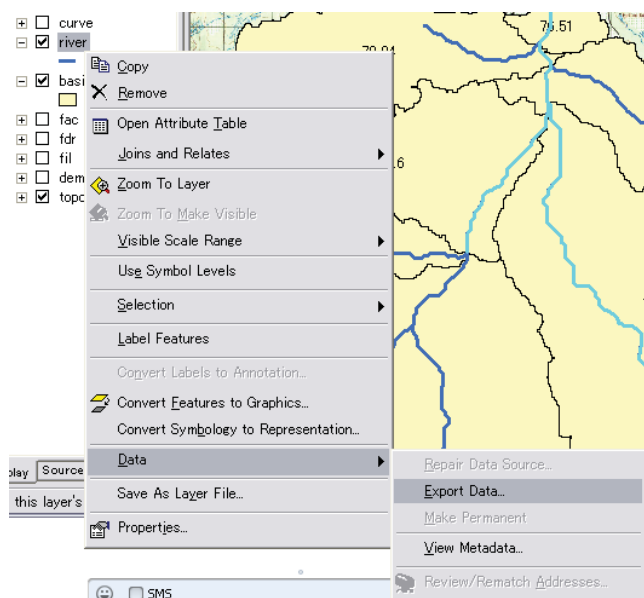 curve
river
basi
fac
fdr
fil
dem
topo
Copy
Remove
Open Attribute Table
Joins and Relates
Zoom To Layer
Zoom To Make Visible
Visible Scale Range
Use Symbol Levels
Selection
Label Features
Convert Labels to Annotation...
Convert Features to Graphics...
Convert Symbology to Representation...
Data
Save As Layer File...
Properties...
Repair Data Source...
Export Data...
Make Permanent
View Metadata...
Review/Rematch Addresses...
76.51
.6
play
Source
this layer's
SMS